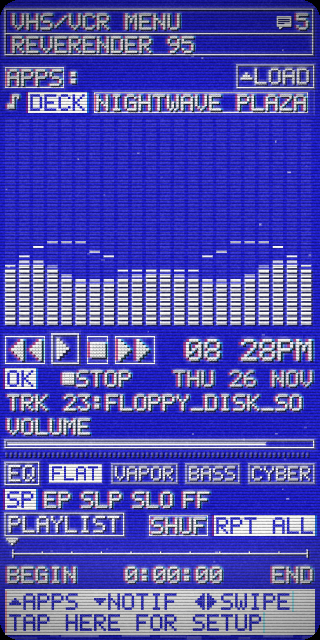 VHS/VCR MENU 5
REVERENDER 95
APPS: LOAD
DECK NIGHTWAVE PLAZA
08 28PM
OK STOP THU 26 NOV
TRK 23:FLOPPY_DISK_SO
VOLUME
EQ FLAT VAPOR BASS CYBER
SP EP SLP SLO FF
PLAYLIST SHUF RPT ALL
BEGIN 0:00:00 END
APPS NOTIF SWIPE
TAP HERE FOR SETUP